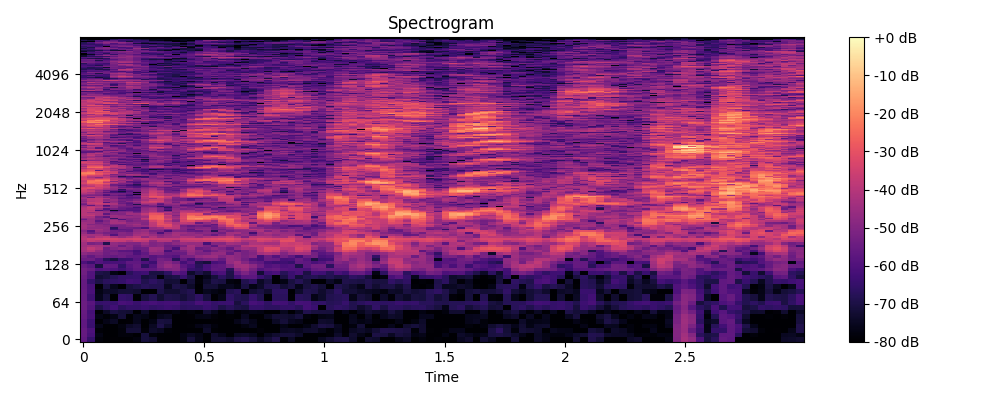 Spectrogram
+0 dB
4096
-10 dB
2048
-20 dB
1024
-30 dB
Hz
512
-40 dB
256
-50 dB
128
-60 dB
64
-70 dB
0
-80 dB
0 0.5 1 1.5 2 2.5
Time